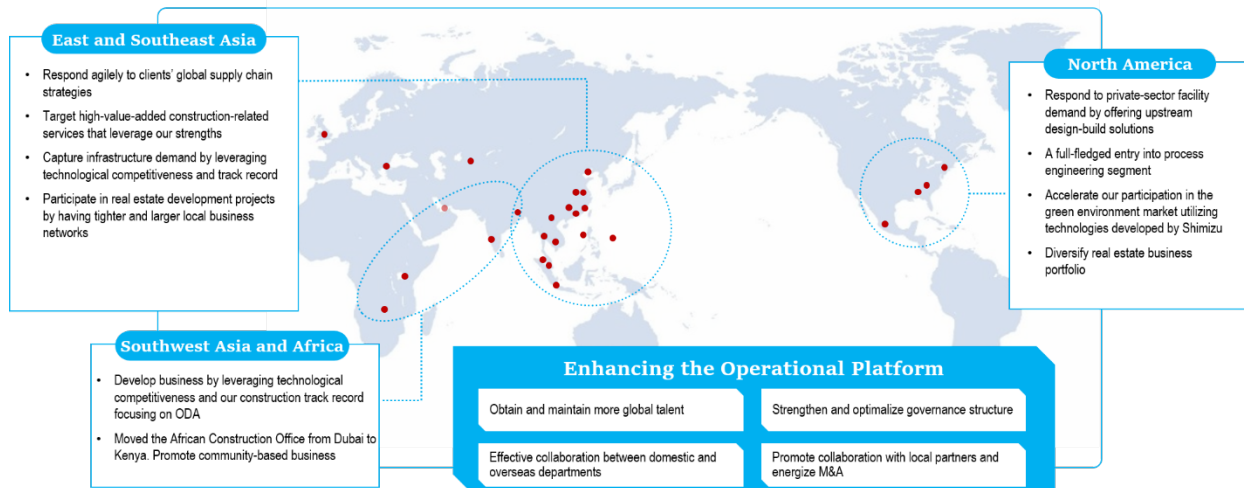 East and Southeast Asia
• Respond agilely to clients' global supply chain
strategies
• Target high-value-added construction-related
services that leverage our strengths
• Capture infrastructure demand by leveraging
technological competitiveness and track record
• Participate in real estate development projects
by having tighter and larger local business
networks
North America
• Respond to private-sector facility
demand by offering upstream
design-build solutions
• A full-fledged entry into process
engineering segment
• Accelerate our participation in the
green environment market utilizing
technologies developed by Shimizu
• Diversify real estate business
portfolio
Southwest Asia and Africa
• Develop business by leveraging technological
competitiveness and our construction track record
focusing on ODA
• Moved the African Construction Office from Dubai to
Kenya. Promote community-based business
Enhancing the Operational Platform
Obtain and maintain more global talent
Strengthen and optimalize governance structure
Effective collaboration between domestic and
overseas departments
Promote collaboration with local partners and
energize M&A